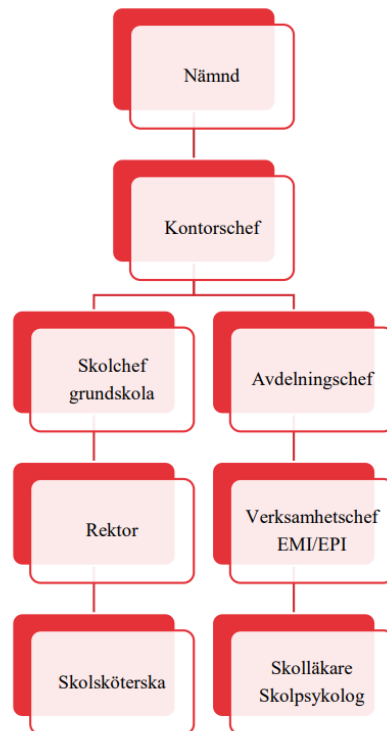 Nämnd
Kontorschef
Skolchef
grundskola
Avdelningschef
Rektor
Verksamhetschef
EMI/EPI
Skolsköterska
Skolläkare
Skolpsykolog